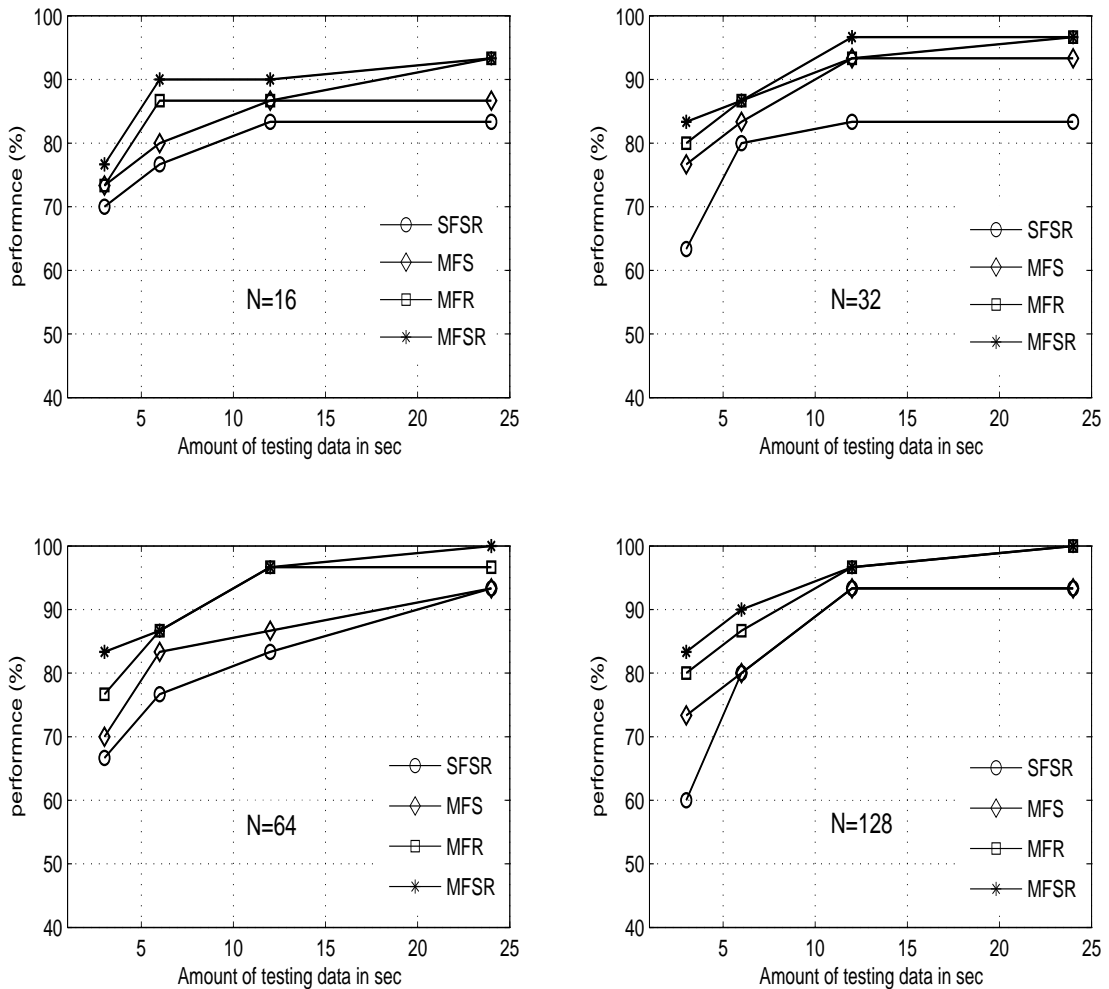 100
90
80
70
60
50
40
performnce (%)
5 10 15 20 25
Amount of testing data in sec
N=16
SFSR
MFS
MFR
MFSR
100
90
80
70
60
50
40
performnce (%)
5 10 15 20 25
Amount of testing data in sec
N=32
SFSR
MFS
MFR
MFSR
100
90
80
70
60
50
40
performnce (%)
5 10 15 20 25
Amount of testing data in sec
N=64
SFSR
MFS
MFR
MFSR
100
90
80
70
60
50
40
performnce (%)
5 10 15 20 25
Amount of testing data in sec
N=128
SFSR
MFS
MFR
MFSR